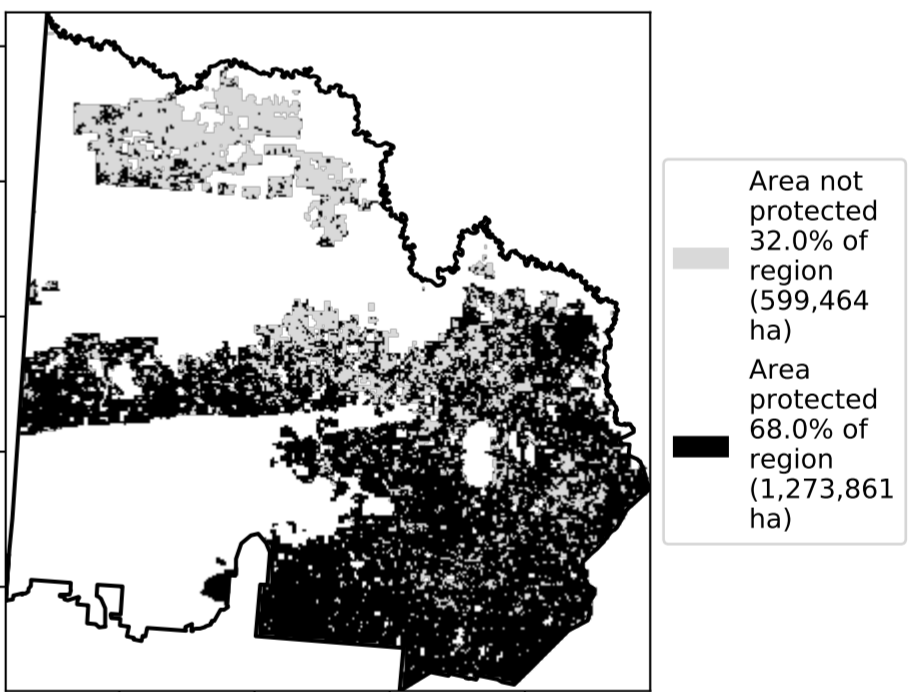 Area not
protected
32.0% of
region
(599,464
ha)
Area
protected
68.0% of
region
(1,273,861
ha)